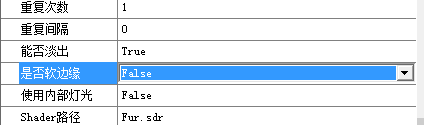 重复次数 1
重复间隔 0
能否淡出 True
是否软边缘 False
使用内部灯光 False
Shader路径 Fur.sdr